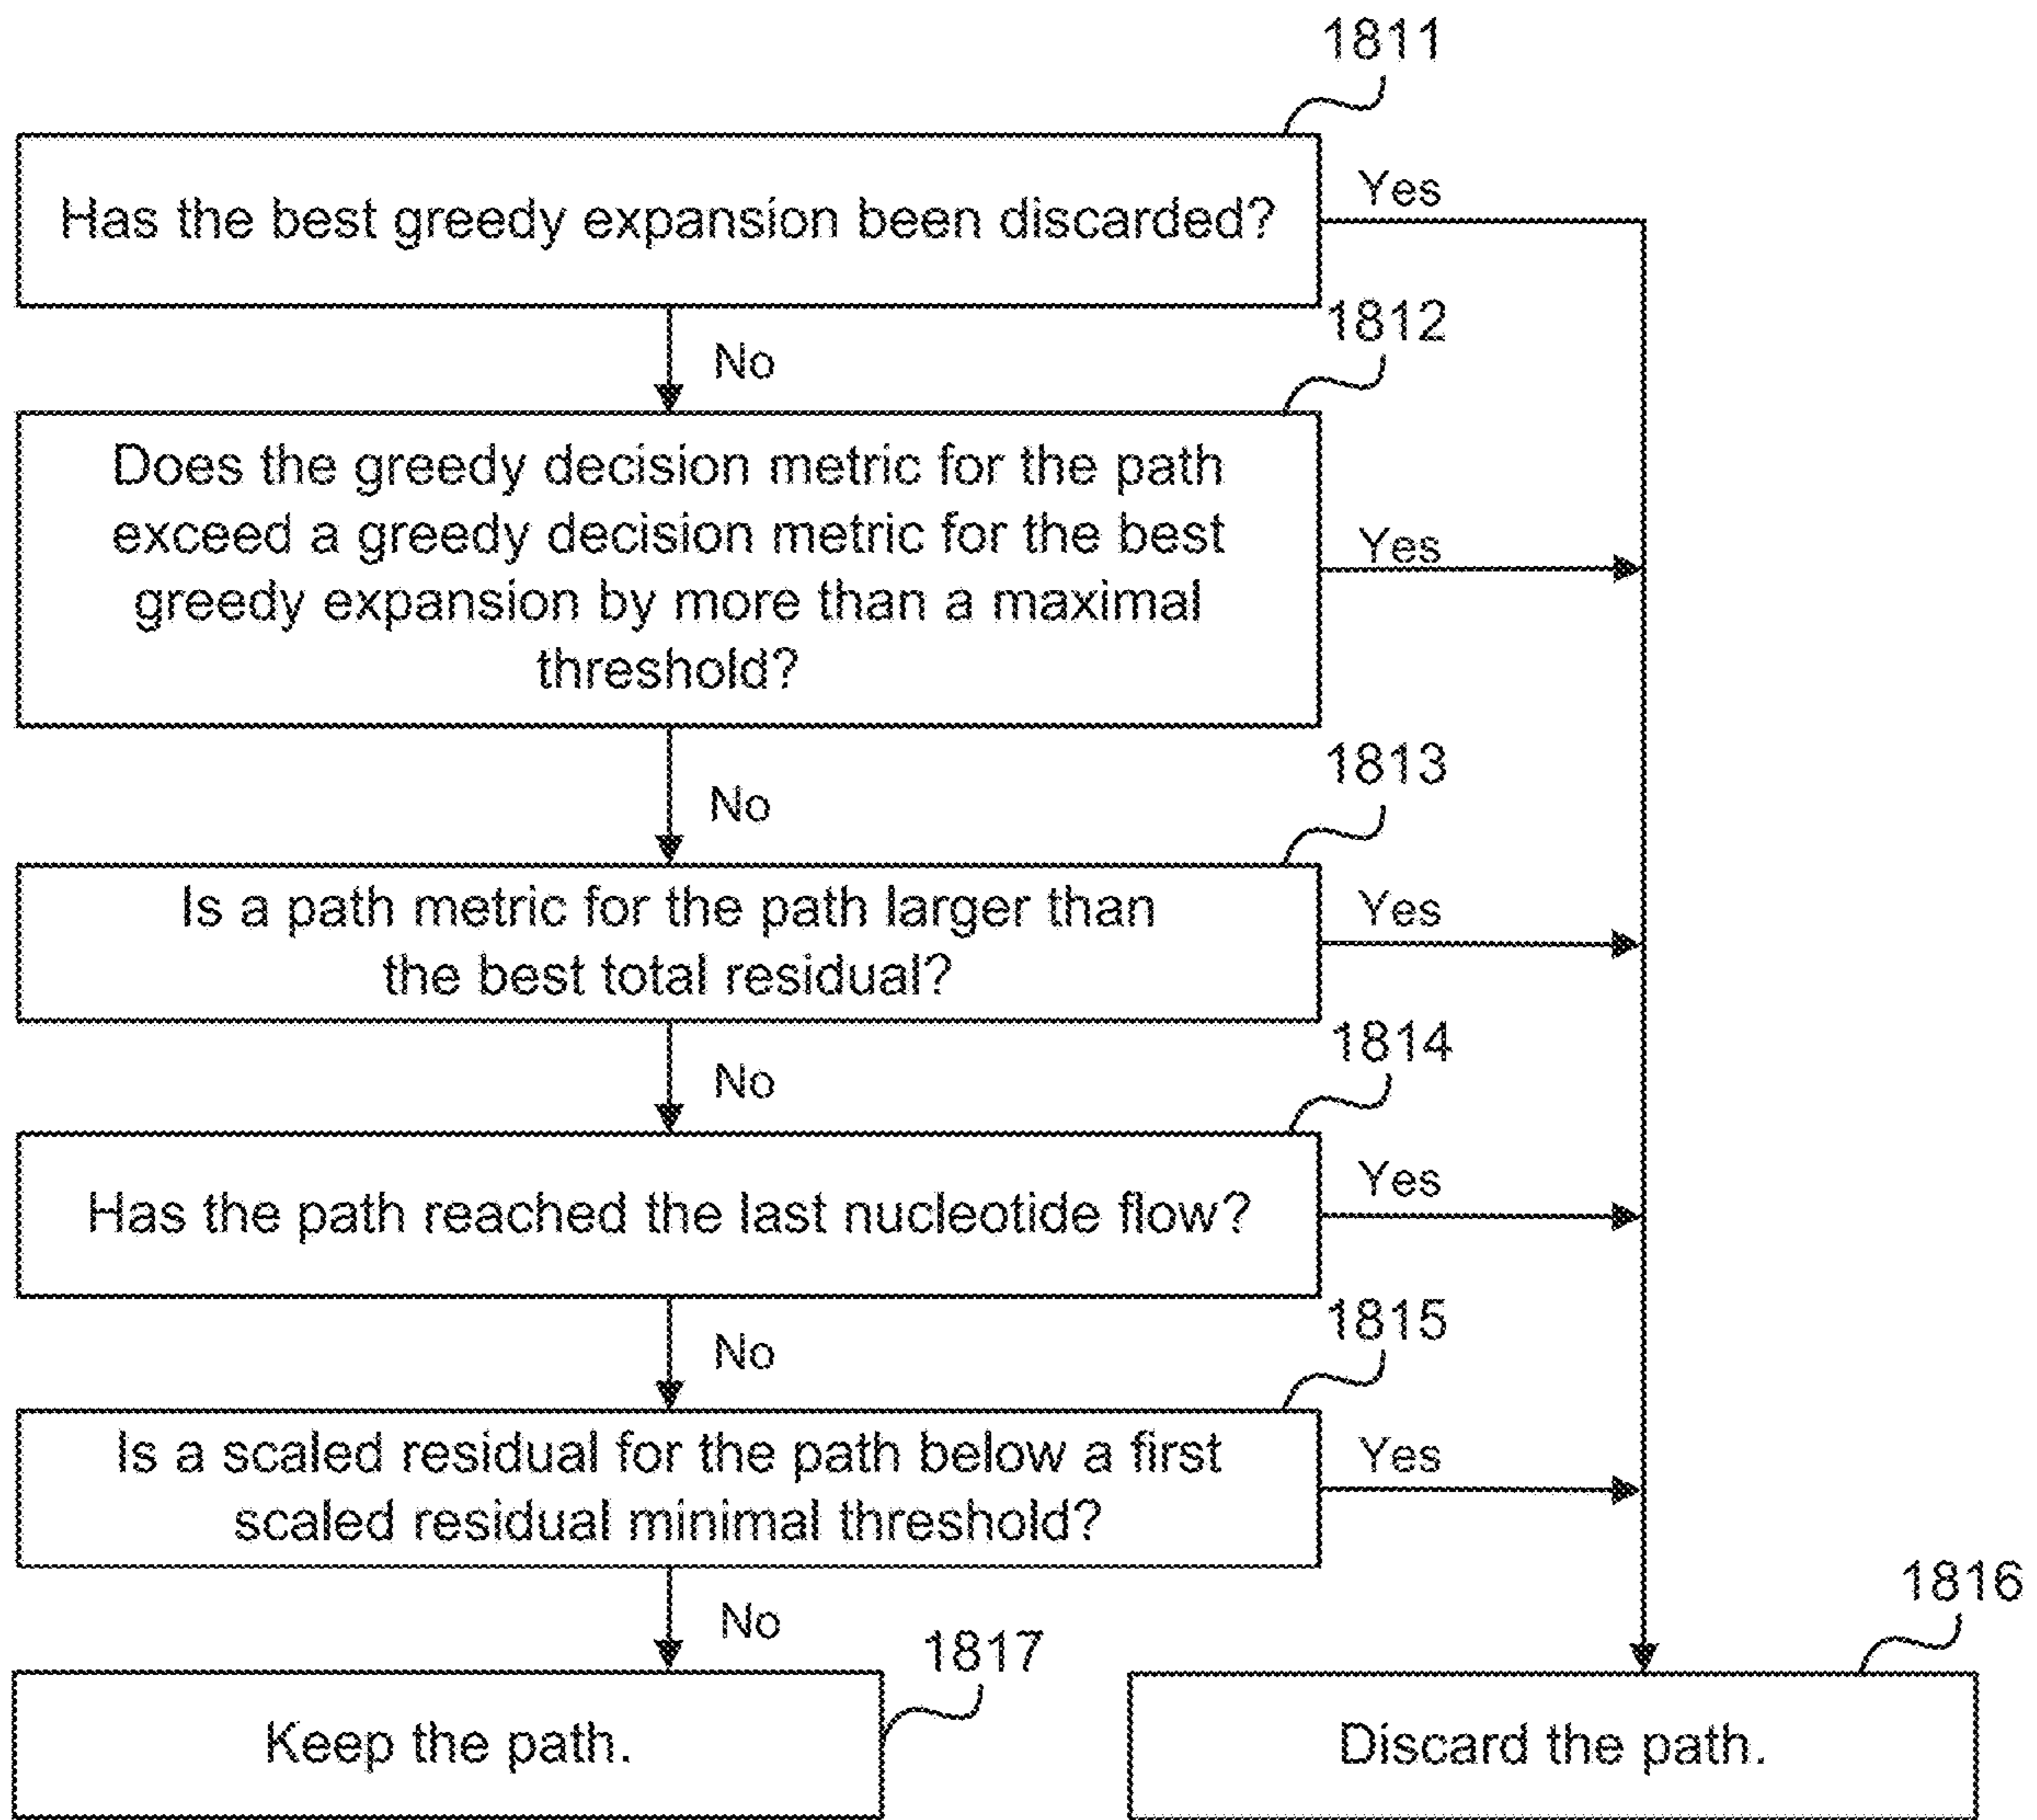 1811
Has the best greedy expansion been discarded?
Yes
No
1812
Does the greedy decision metric for the path
exceed a greedy decision metric for the best
greedy expansion by more than a maximal
threshold?
Yes
No
1813
Is a path metric for the path larger than
the best total residual?
Yes
No
1814
Has the path reached the last nucleotide flow?
Yes
No
1815
Is a scaled residual for the path below a first
scaled residual minimal threshold?
Yes
No
1817
Keep the path.
1816
Discard the path.